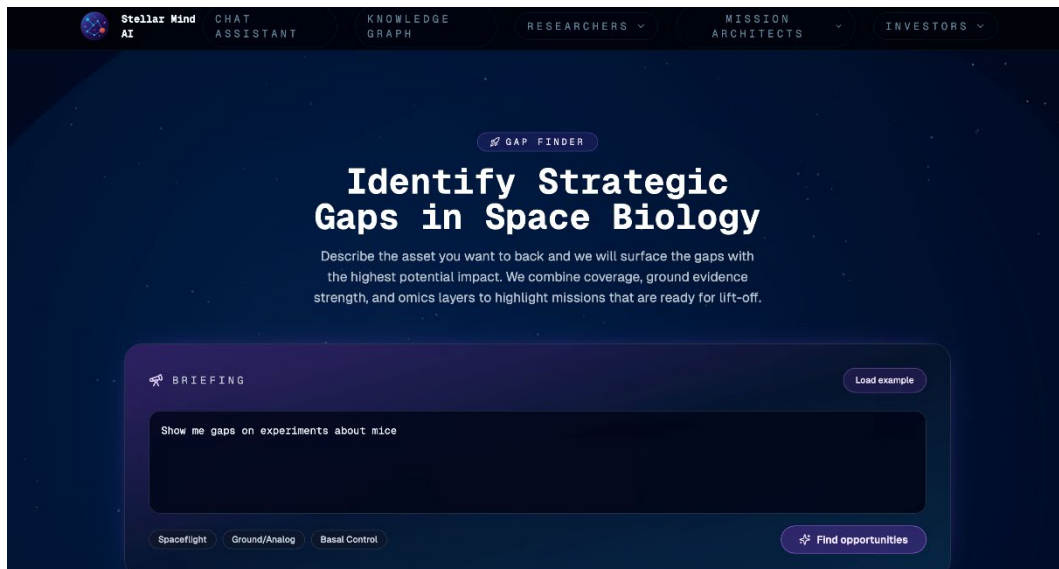 Stellar Mind AI
CHAT ASSISTANT
KNOWLEDGE GRAPH
RESEARCHERS
MISSION ARCHITECTS
INVESTORS
GAP FINDER
Identify Strategic
Gaps in Space Biology
Describe the asset you want to back and we will surface the gaps with
the highest potential impact. We combine coverage, ground evidence
strength, and omics layers to highlight missions that are ready for lift-off.
BRIEFING
Load example
Show me gaps on experiments about mice
Spaceflight
Ground/Analog
Basal Control
Find opportunities